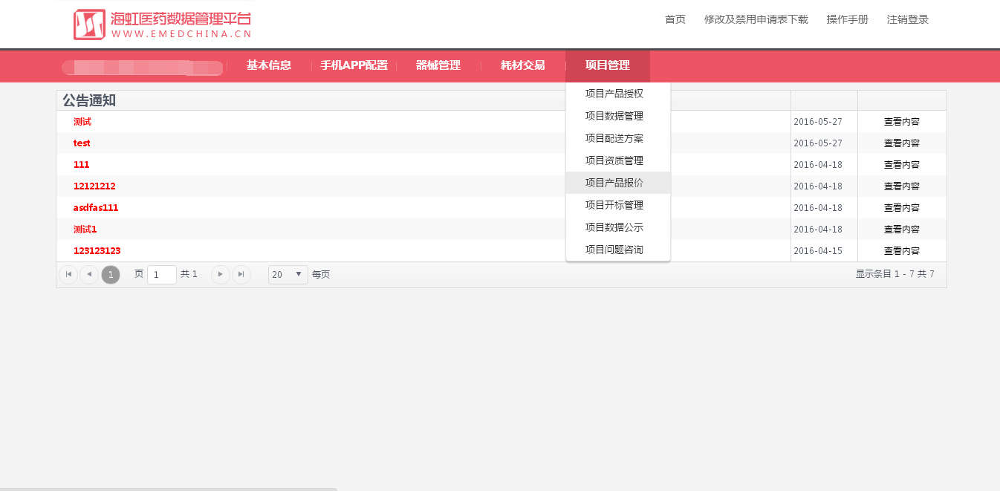 海虹医药数据管理平台
WWW.EMEDCHINA.CN
首页 修改及禁用申请表下载 操作手册 注销登录
基本信息 手机APP配置 器械管理 耗材交易 项目管理
项目产品授权
项目数据管理
项目配送方案
项目资质管理
项目产品报价
项目开标管理
项目数据公示
项目问题咨询
公告通知
测试 2016-05-27 查看内容
test 2016-05-27 查看内容
111 2016-04-18 查看内容
12121212 2016-04-18 查看内容
asdfas111 2016-04-18 查看内容
测试1 2016-04-18 查看内容
123123123 2016-04-15 查看内容
1 页 1 共 1 20 每页 显示条目 1 - 7 共 7